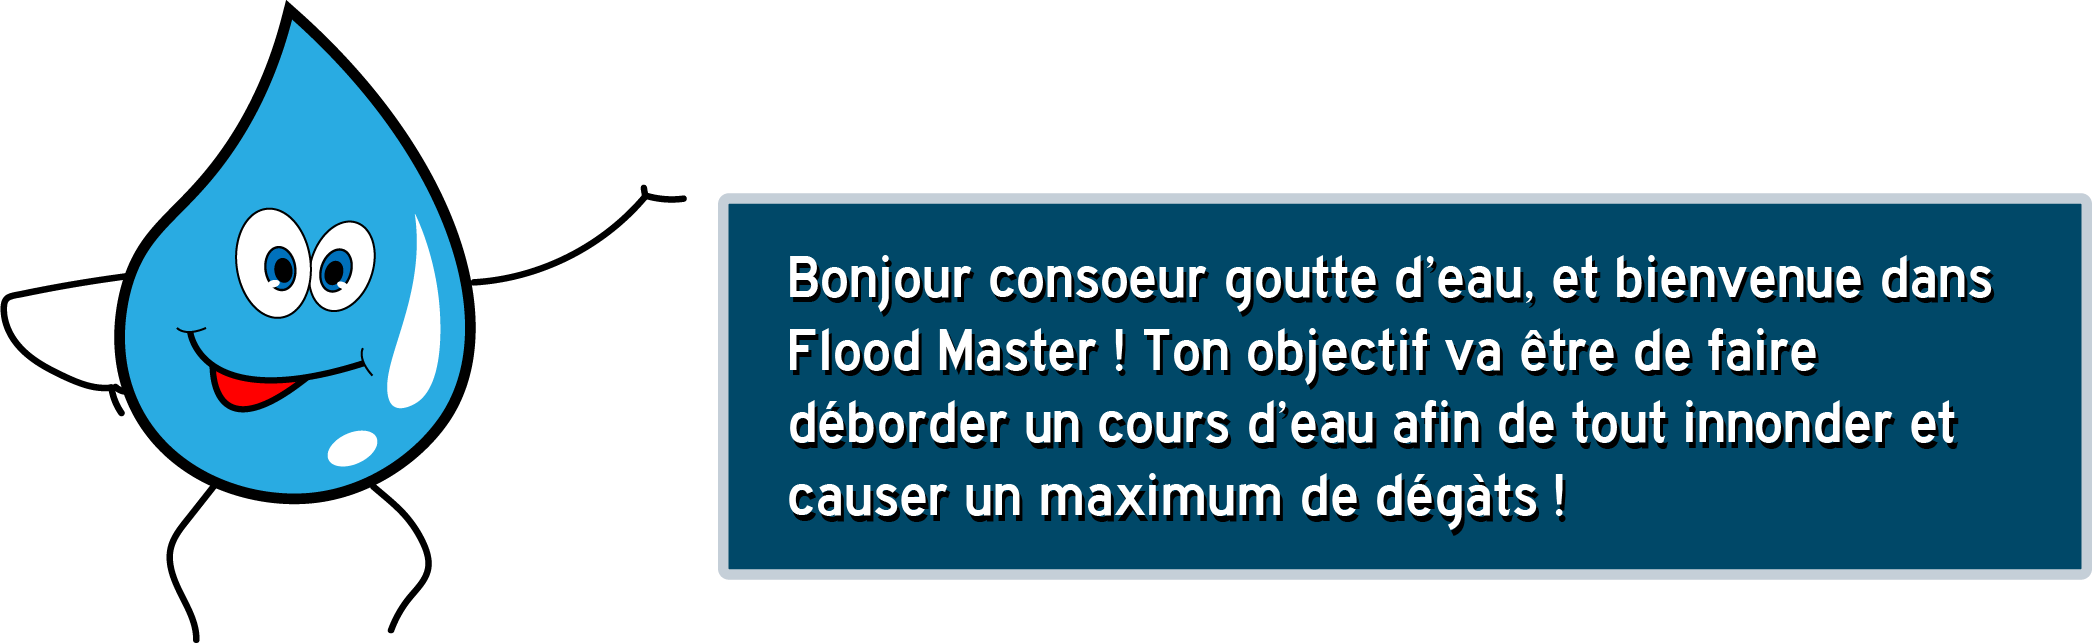 Bonjour consoeur goutte d’eau, et bienvenue dans
Flood Master ! Ton objectif va être de faire
déborder un cours d’eau afin de tout innonder et
causer un maximum de dégàts !